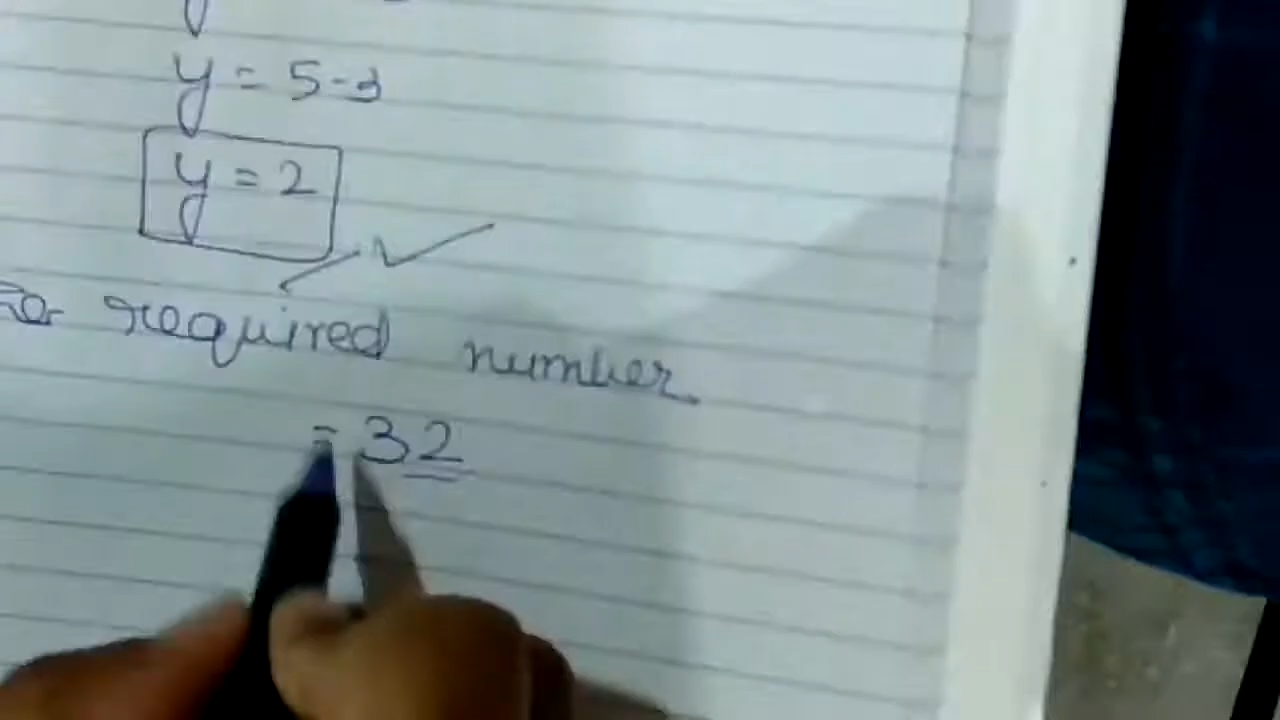 y = 5-3
y = 2
required number
= 32